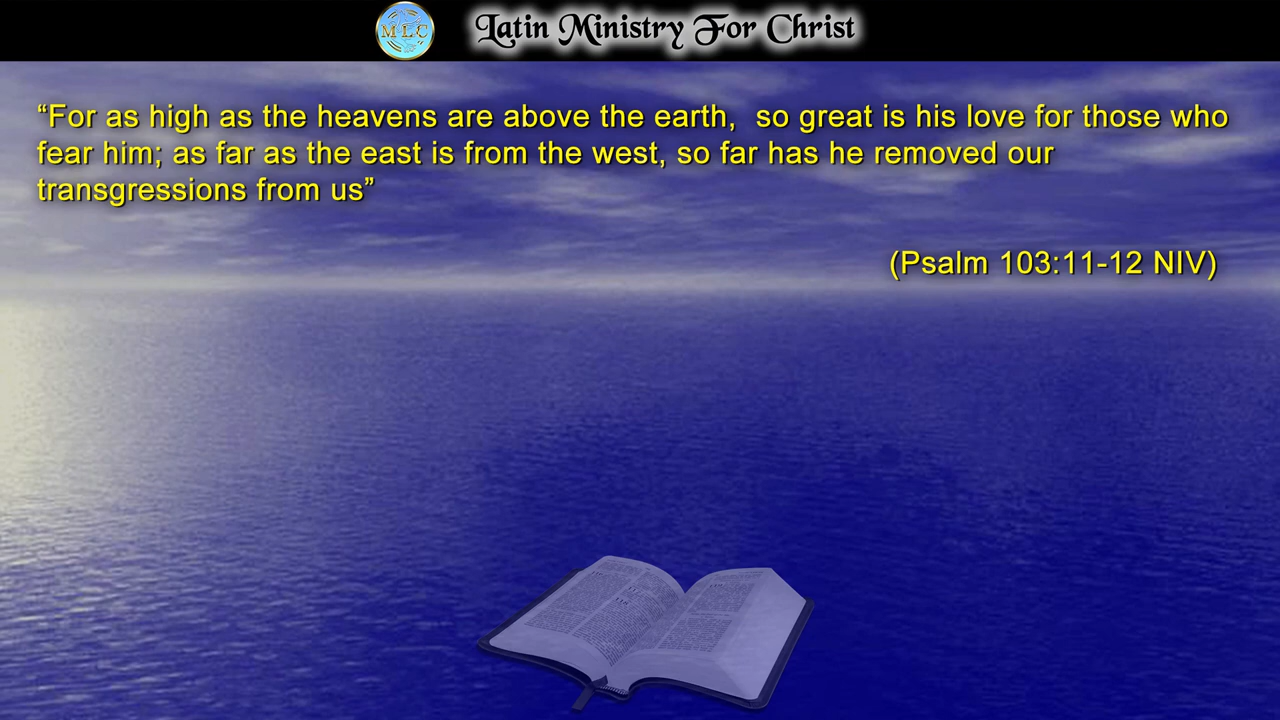 MLC
Latin Ministry For Christ
“For as high as the heavens are above the earth,  so great is his love for those who
fear him; as far as the east is from the west, so far has he removed our
transgressions from us”
(Psalm 103:11-12 NIV)